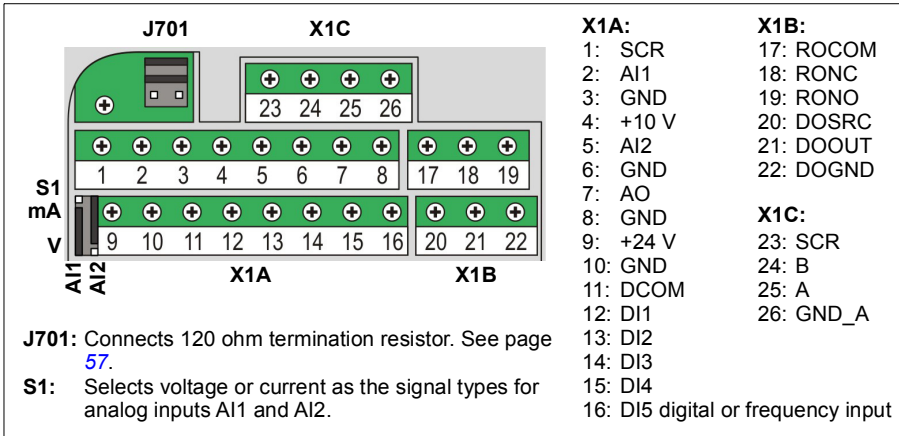 J701 X1C
23 24 25 26
1 2 3 4 5 6 7 8 17 18 19
S1
mA
V
9 10 11 12 13 14 15 16 20 21 22
AI1
AI2
X1A X1B
J701: Connects 120 ohm termination resistor. See page
57.
S1: Selects voltage or current as the signal types for
analog inputs AI1 and AI2.
X1A:
1: SCR
2: AI1
3: GND
4: +10 V
5: AI2
6: GND
7: AO
8: GND
9: +24 V
10: GND
11: DCOM
12: DI1
13: DI2
14: DI3
15: DI4
16: DI5 digital or frequency input
X1B:
17: ROCOM
18: RONC
19: RONO
20: DOSRC
21: DOOUT
22: DOGND
X1C:
23: SCR
24: B
25: A
26: GND_A